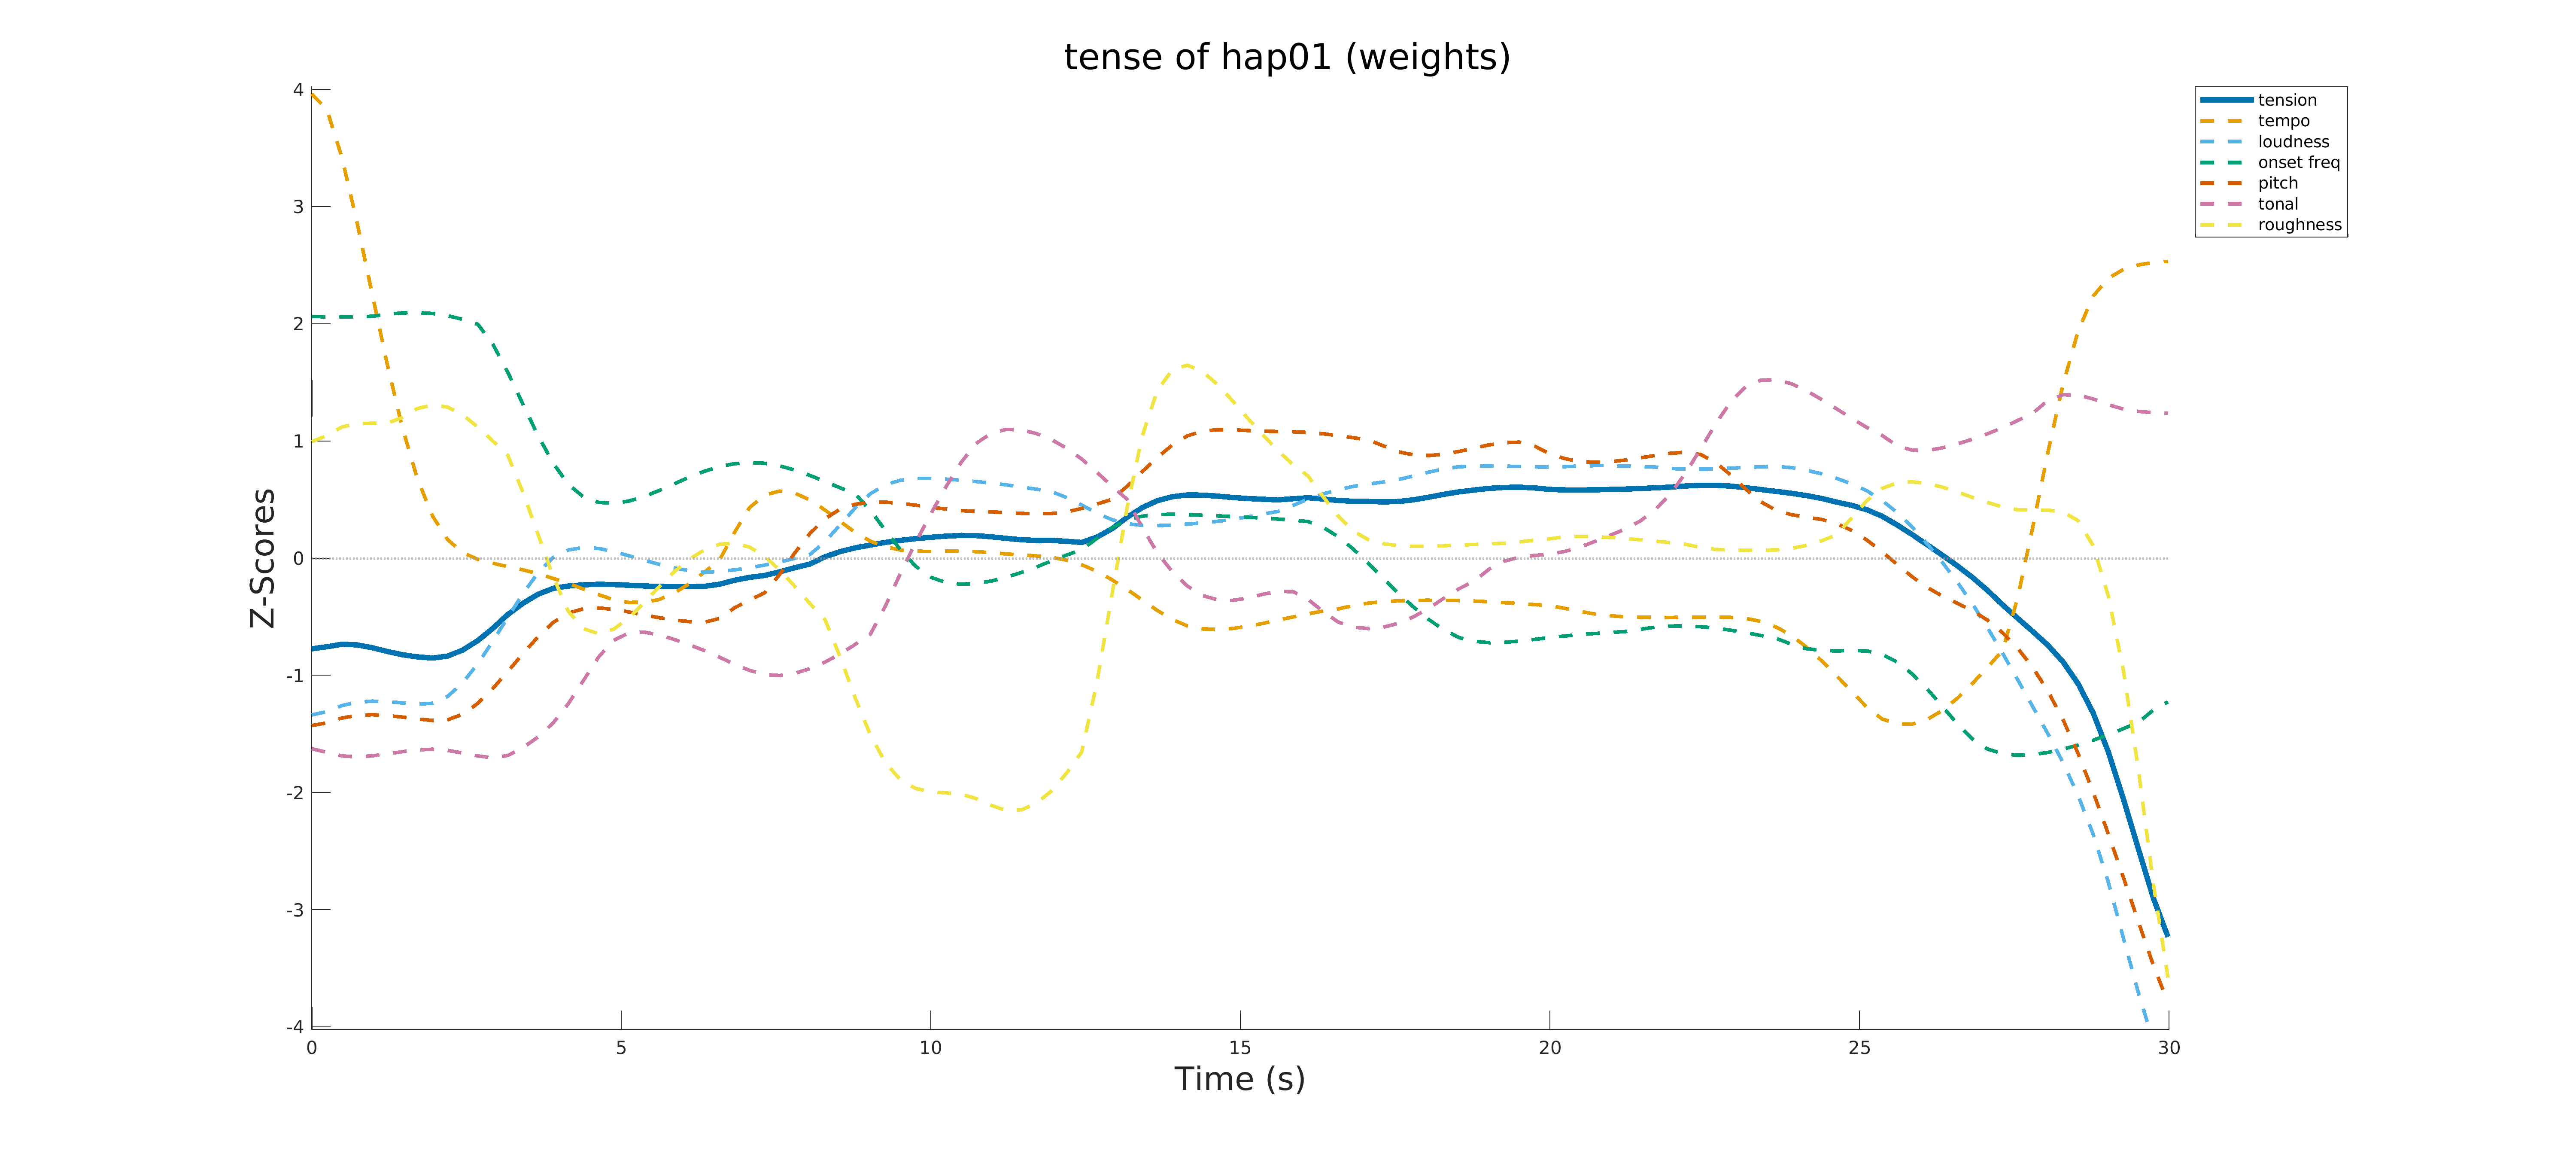 tense of hap01 (weights)
tension
tempo
loudness
onset freq
pitch
tonal
roughness
Z-Scores
4
3
2
1
0
-1
-2
-3
-4
0 5 10 15 20 25 30
Time (s)